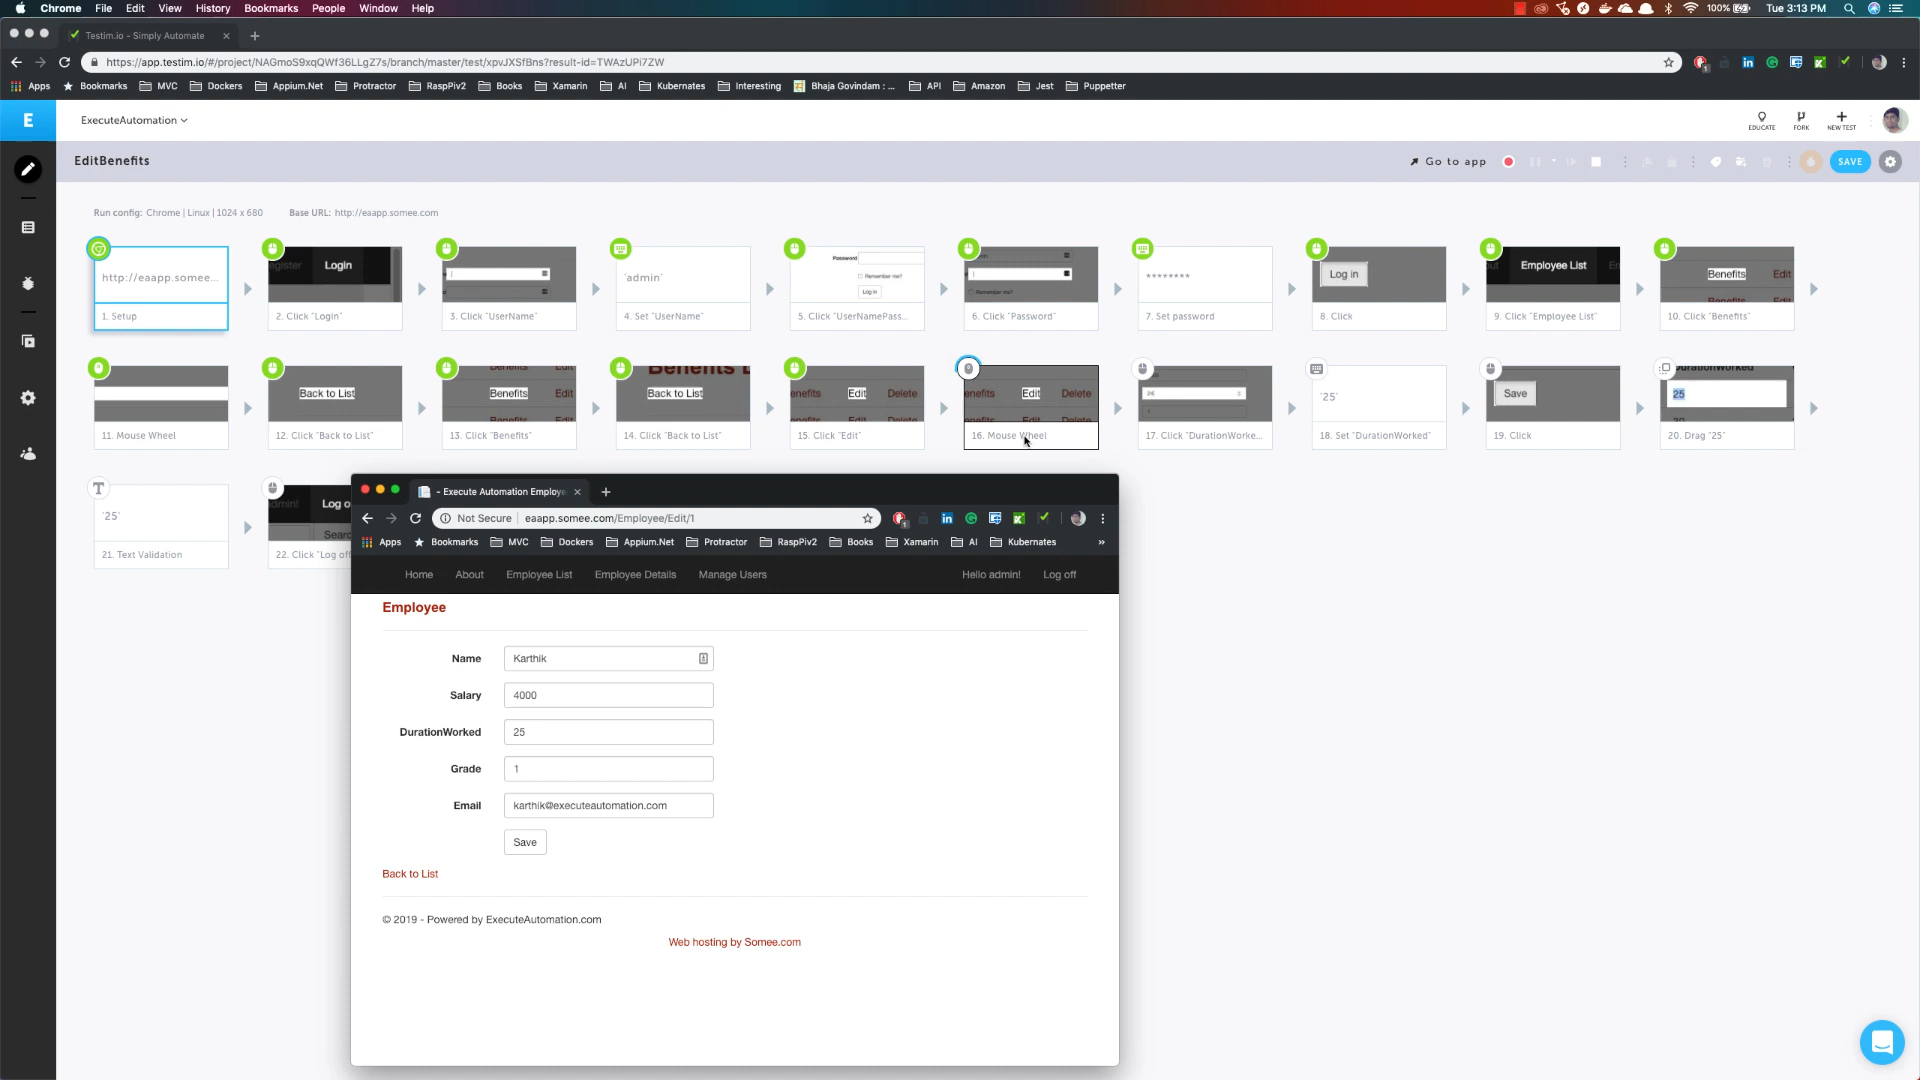 Chrome File Edit View History Bookmarks People Window Help 100% Tue 3:13 PM
Testim.io - Simply Automate
https://app.testim.io/#/project/NAGmoS9xqQWf36LLgZ7s/branch/master/test/xpvJXSfBns?result-id=TWAzUPi7ZW
Apps Bookmarks MVC Dockers Appium.Net Protractor RaspPiv2 Books Xamarin AI Kubernates Interesting Bhaja Govindam : ... API Amazon Jest Puppetter
E ExecuteAutomation EDUCATE FORK NEW TEST
EditBenefits Go to app SAVE
Run config: Chrome | Linux | 1024 x 680 Base URL: http://eaapp.somee.com
http://eaapp.somee... Login 'admin' Password Remember me? Log in Remember me? ******** Log in Employee List Benefits Edit
1. Setup 2. Click "Login" 3. Click "UserName" 4. Set "UserName" 5. Click "UserNamePass... 6. Click "Password" 7. Set password 8. Click 9. Click "Employee List" 10. Click "Benefits"
Back to List Benefits Edit Back to List enefits Edit Delete enefits Edit Delete '25' Save DurationWorked 25
11. Mouse Wheel 12. Click "Back to List" 13. Click "Benefits" 14. Click "Back to List" 15. Click "Edit" 16. Mouse Wheel 17. Click "DurationWorke... 18. Set "DurationWorked" 19. Click 20. Drag "25"
'25' Log o
21. Text Validation 22. Click "Log off
- Execute Automation Employe
Not Secure eaapp.somee.com/Employee/Edit/1
Apps Bookmarks MVC Dockers Appium.Net Protractor RaspPiv2 Books Xamarin AI Kubernates »
Home About Employee List Employee Details Manage Users Hello admin! Log off
Employee
Name Karthik
Salary 4000
DurationWorked 25
Grade 1
Email karthik@executeautomation.com
Save
Back to List
© 2019 - Powered by ExecuteAutomation.com
Web hosting by Somee.com